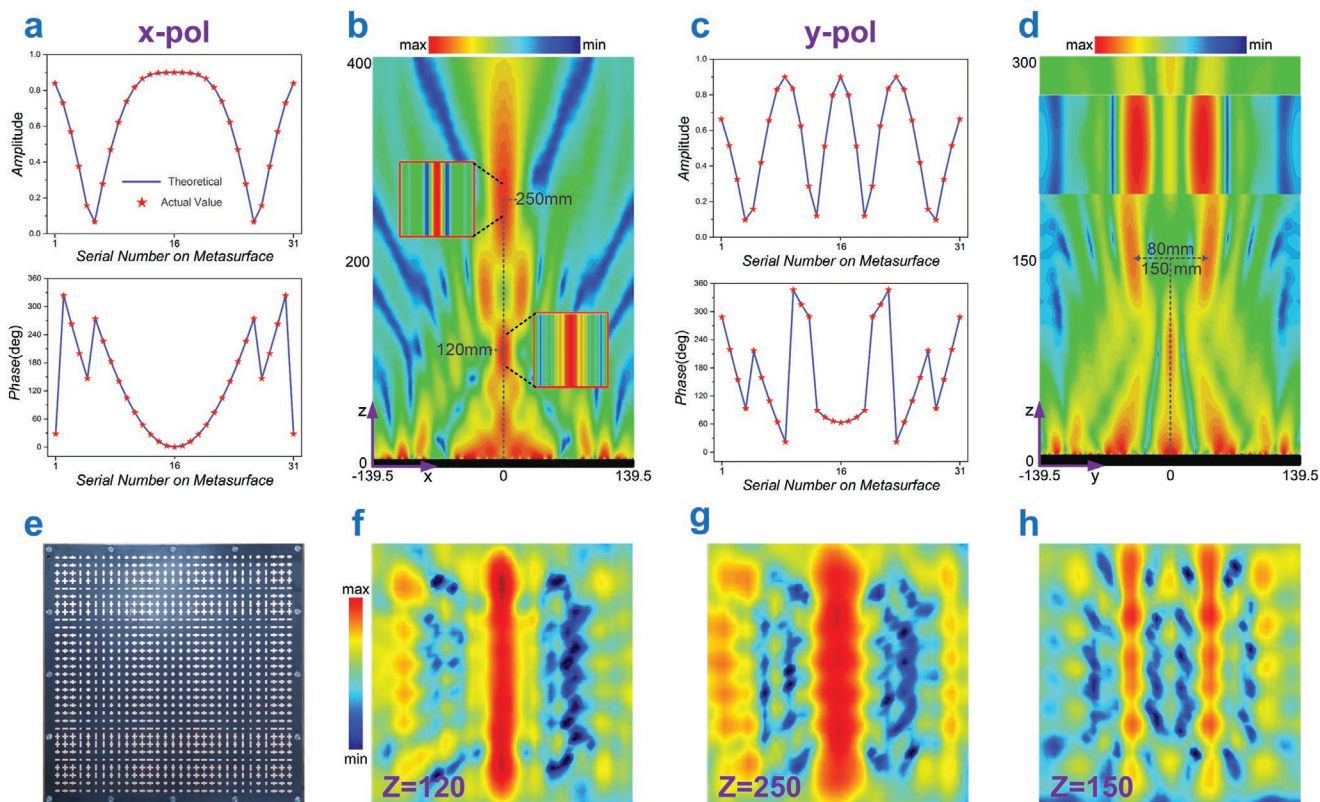 a
x-pol
Amplitude
1.0
0.8
0.6
0.4
0.2
0.0
Theoretical
Actual Value
1
16
31
Serial Number on Metasurface
Phase(deg)
360
300
240
180
120
60
0
1
16
31
Serial Number on Metasurface
b
max
min
400
200
0
250mm
120mm
z
x
-139.5
0
139.5
c
y-pol
Amplitude
1.0
0.8
0.6
0.4
0.2
0.0
1
16
31
Serial Number on Metasurface
Phase(deg)
360
300
240
180
120
60
0
1
16
31
Serial Number on Metasurface
d
max
min
300
150
0
80mm
150 mm
z
y
-139.5
0
139.5
e
f
max
min
Z=120
g
Z=250
h
Z=150